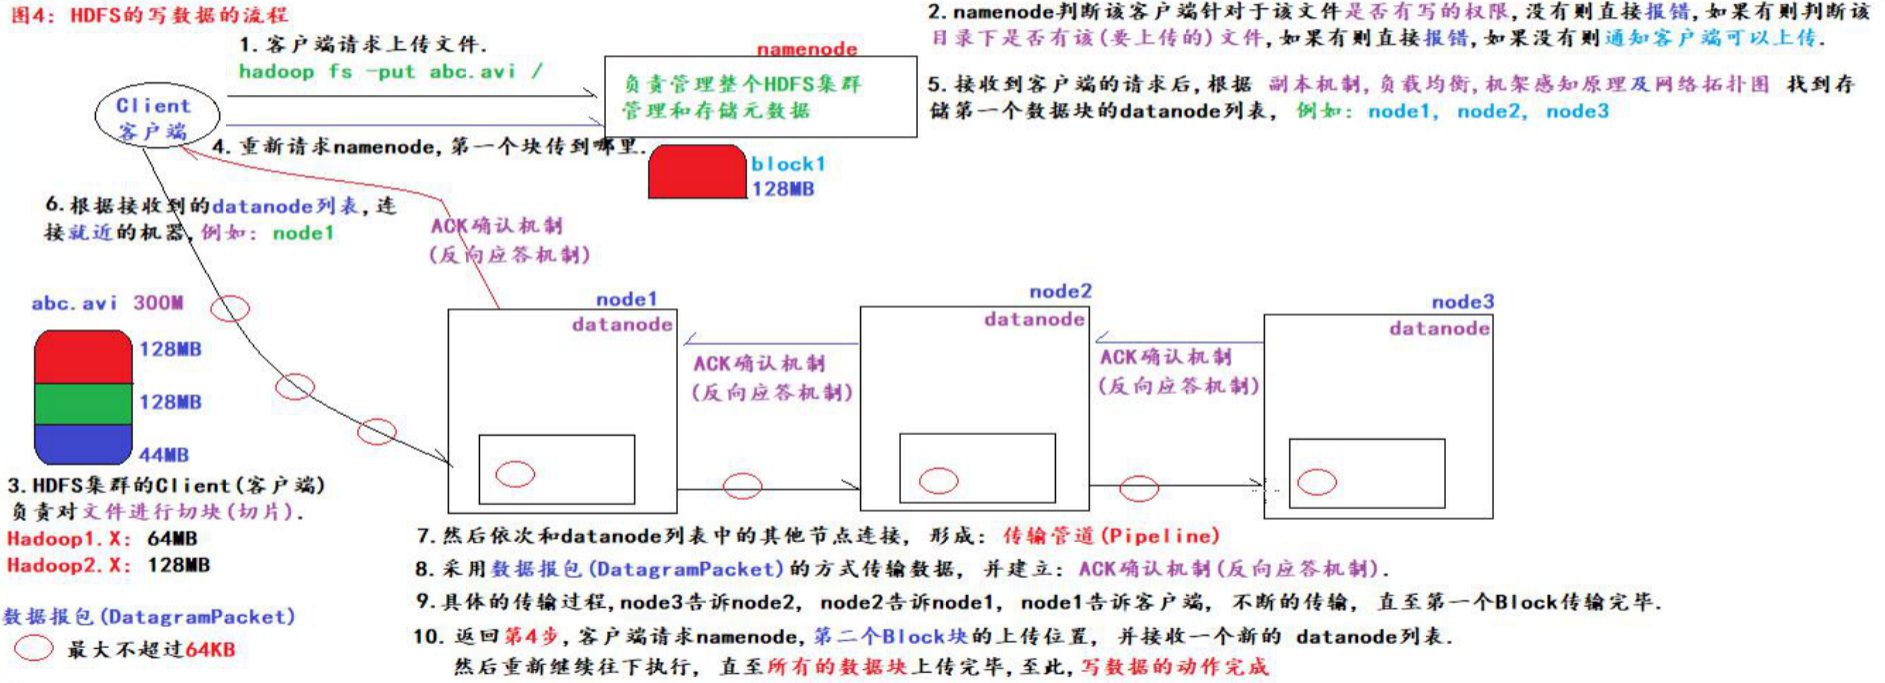 图4: HDFS的写数据的流程
1.客户端请求上传文件.
hadoop fs -put abc.avi /
Client
客户端
namenode
负责管理整个HDFS集群
管理和存储元数据
2.namenode判断该客户端针对于该文件是否有写的权限,没有则直接报错,如果有则判断该
目录下是否有该(要上传的)文件,如果有则直接报错,如果没有则通知客户端可以上传.
5.接收到客户端的请求后,根据 副本机制,负载均衡,机架感知原理及网络拓扑图 找到存
储第一个数据块的datanode列表, 例如: node1, node2, node3
4.重新请求namenode,第一个块传到哪里.
block1
128MB
6.根据接收到的datanode列表,连
接就近的机器,例如: node1
ACK确认机制
(反向应答机制)
abc.avi 300M
128MB
128MB
44MB
node1
datanode
ACK确认机制
(反向应答机制)
node2
datanode
ACK确认机制
(反向应答机制)
node3
datanode
3.HDFS集群的Client(客户端)
负责对文件进行切块(切片).
Hadoop1.X: 64MB
Hadoop2.X: 128MB
数据报包(DatagramPacket)
最大不超过64KB
7.然后依次和datanode列表中的其他节点连接, 形成: 传输管道(Pipeline)
8.采用数据报包(DatagramPacket)的方式传输数据, 并建立: ACK确认机制(反向应答机制).
9.具体的传输过程,node3告诉node2, node2告诉node1, node1告诉客户端, 不断的传输, 直至第一个Block传输完毕.
10. 返回第4步,客户端请求namenode,第二个Block块的上传位置, 并接收一个新的 datanode列表.
然后重新继续往下执行, 直至所有的数据块上传完毕,至此,写数据的动作完成